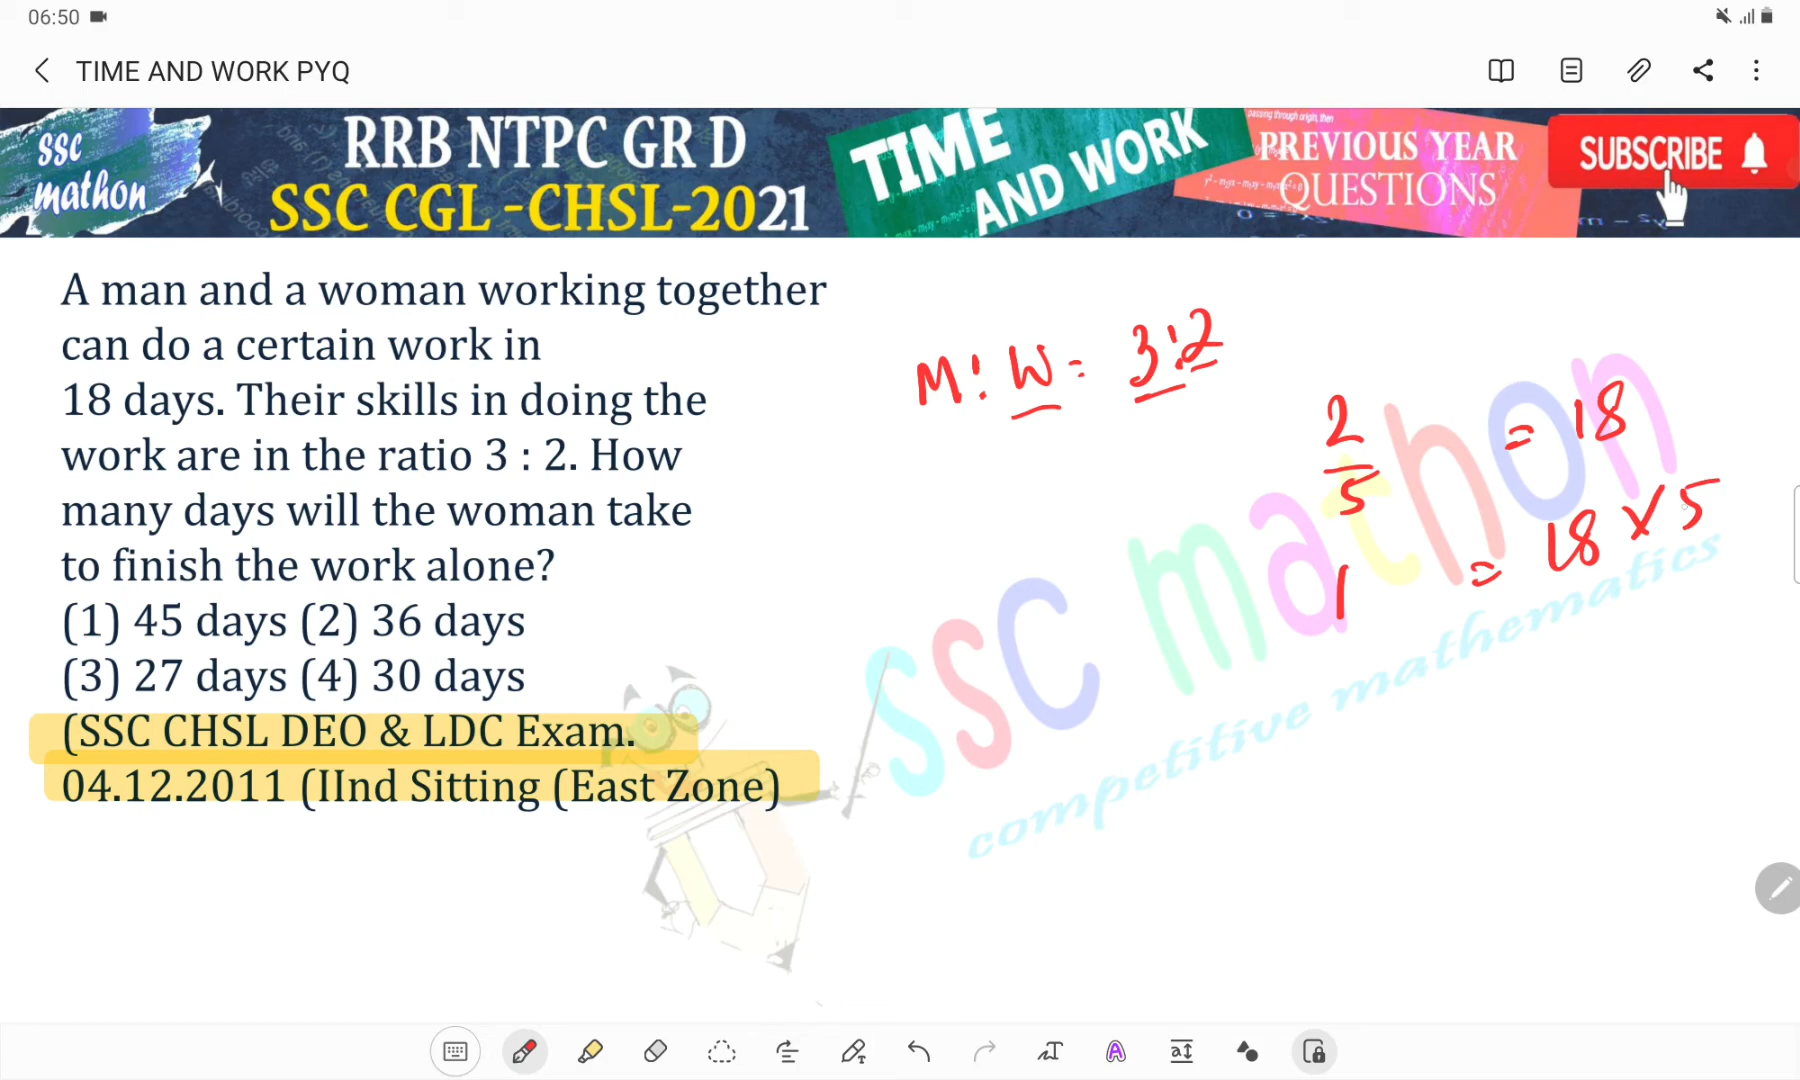 06:50
TIME AND WORK PYQ
ssc
mathon
RRB NTPC GR D
SSC CGL -CHSL-2021
TIME
AND WORK
passing through origin, then
PREVIOUS YEAR
QUESTIONS
SUBSCRIBE
A man and a woman working together
can do a certain work in
18 days. Their skills in doing the
work are in the ratio 3 : 2. How
many days will the woman take
to finish the work alone?
(1) 45 days (2) 36 days
(3) 27 days (4) 30 days
(SSC CHSL DEO & LDC Exam.
04.12.2011 (IInd Sitting (East Zone)
M : W = 3:2
2/5 = 18
1 = 18 × 5
ssc mathon
competitive mathematics